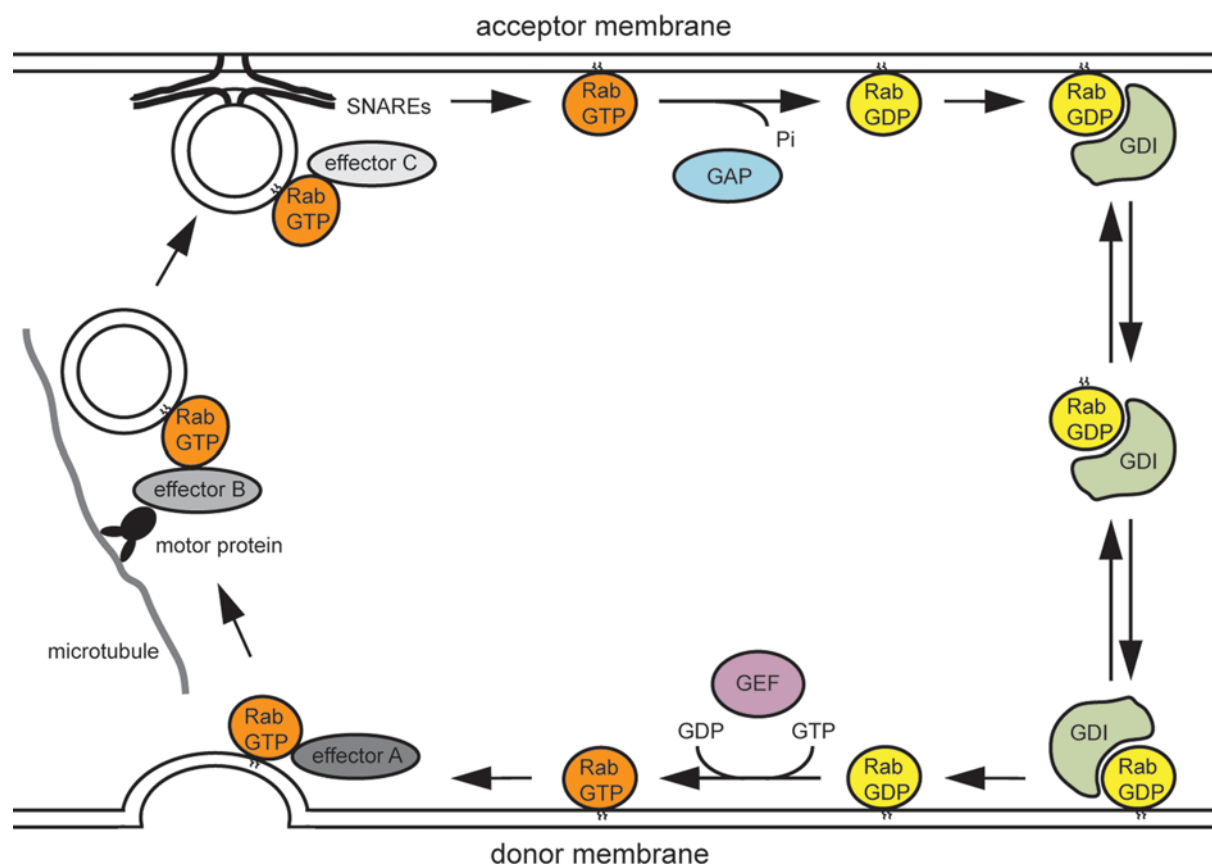 acceptor membrane
SNAREs
effector C
Rab
GTP
Rab
GTP
Pi
GAP
Rab
GDP
Rab
GDP
GDI
Rab
GTP
effector B
motor protein
microtubule
Rab
GDP
GDI
Rab
GTP
effector A
Rab
GTP
GEF
GDP
GTP
Rab
GDP
GDI
Rab
GDP
donor membrane